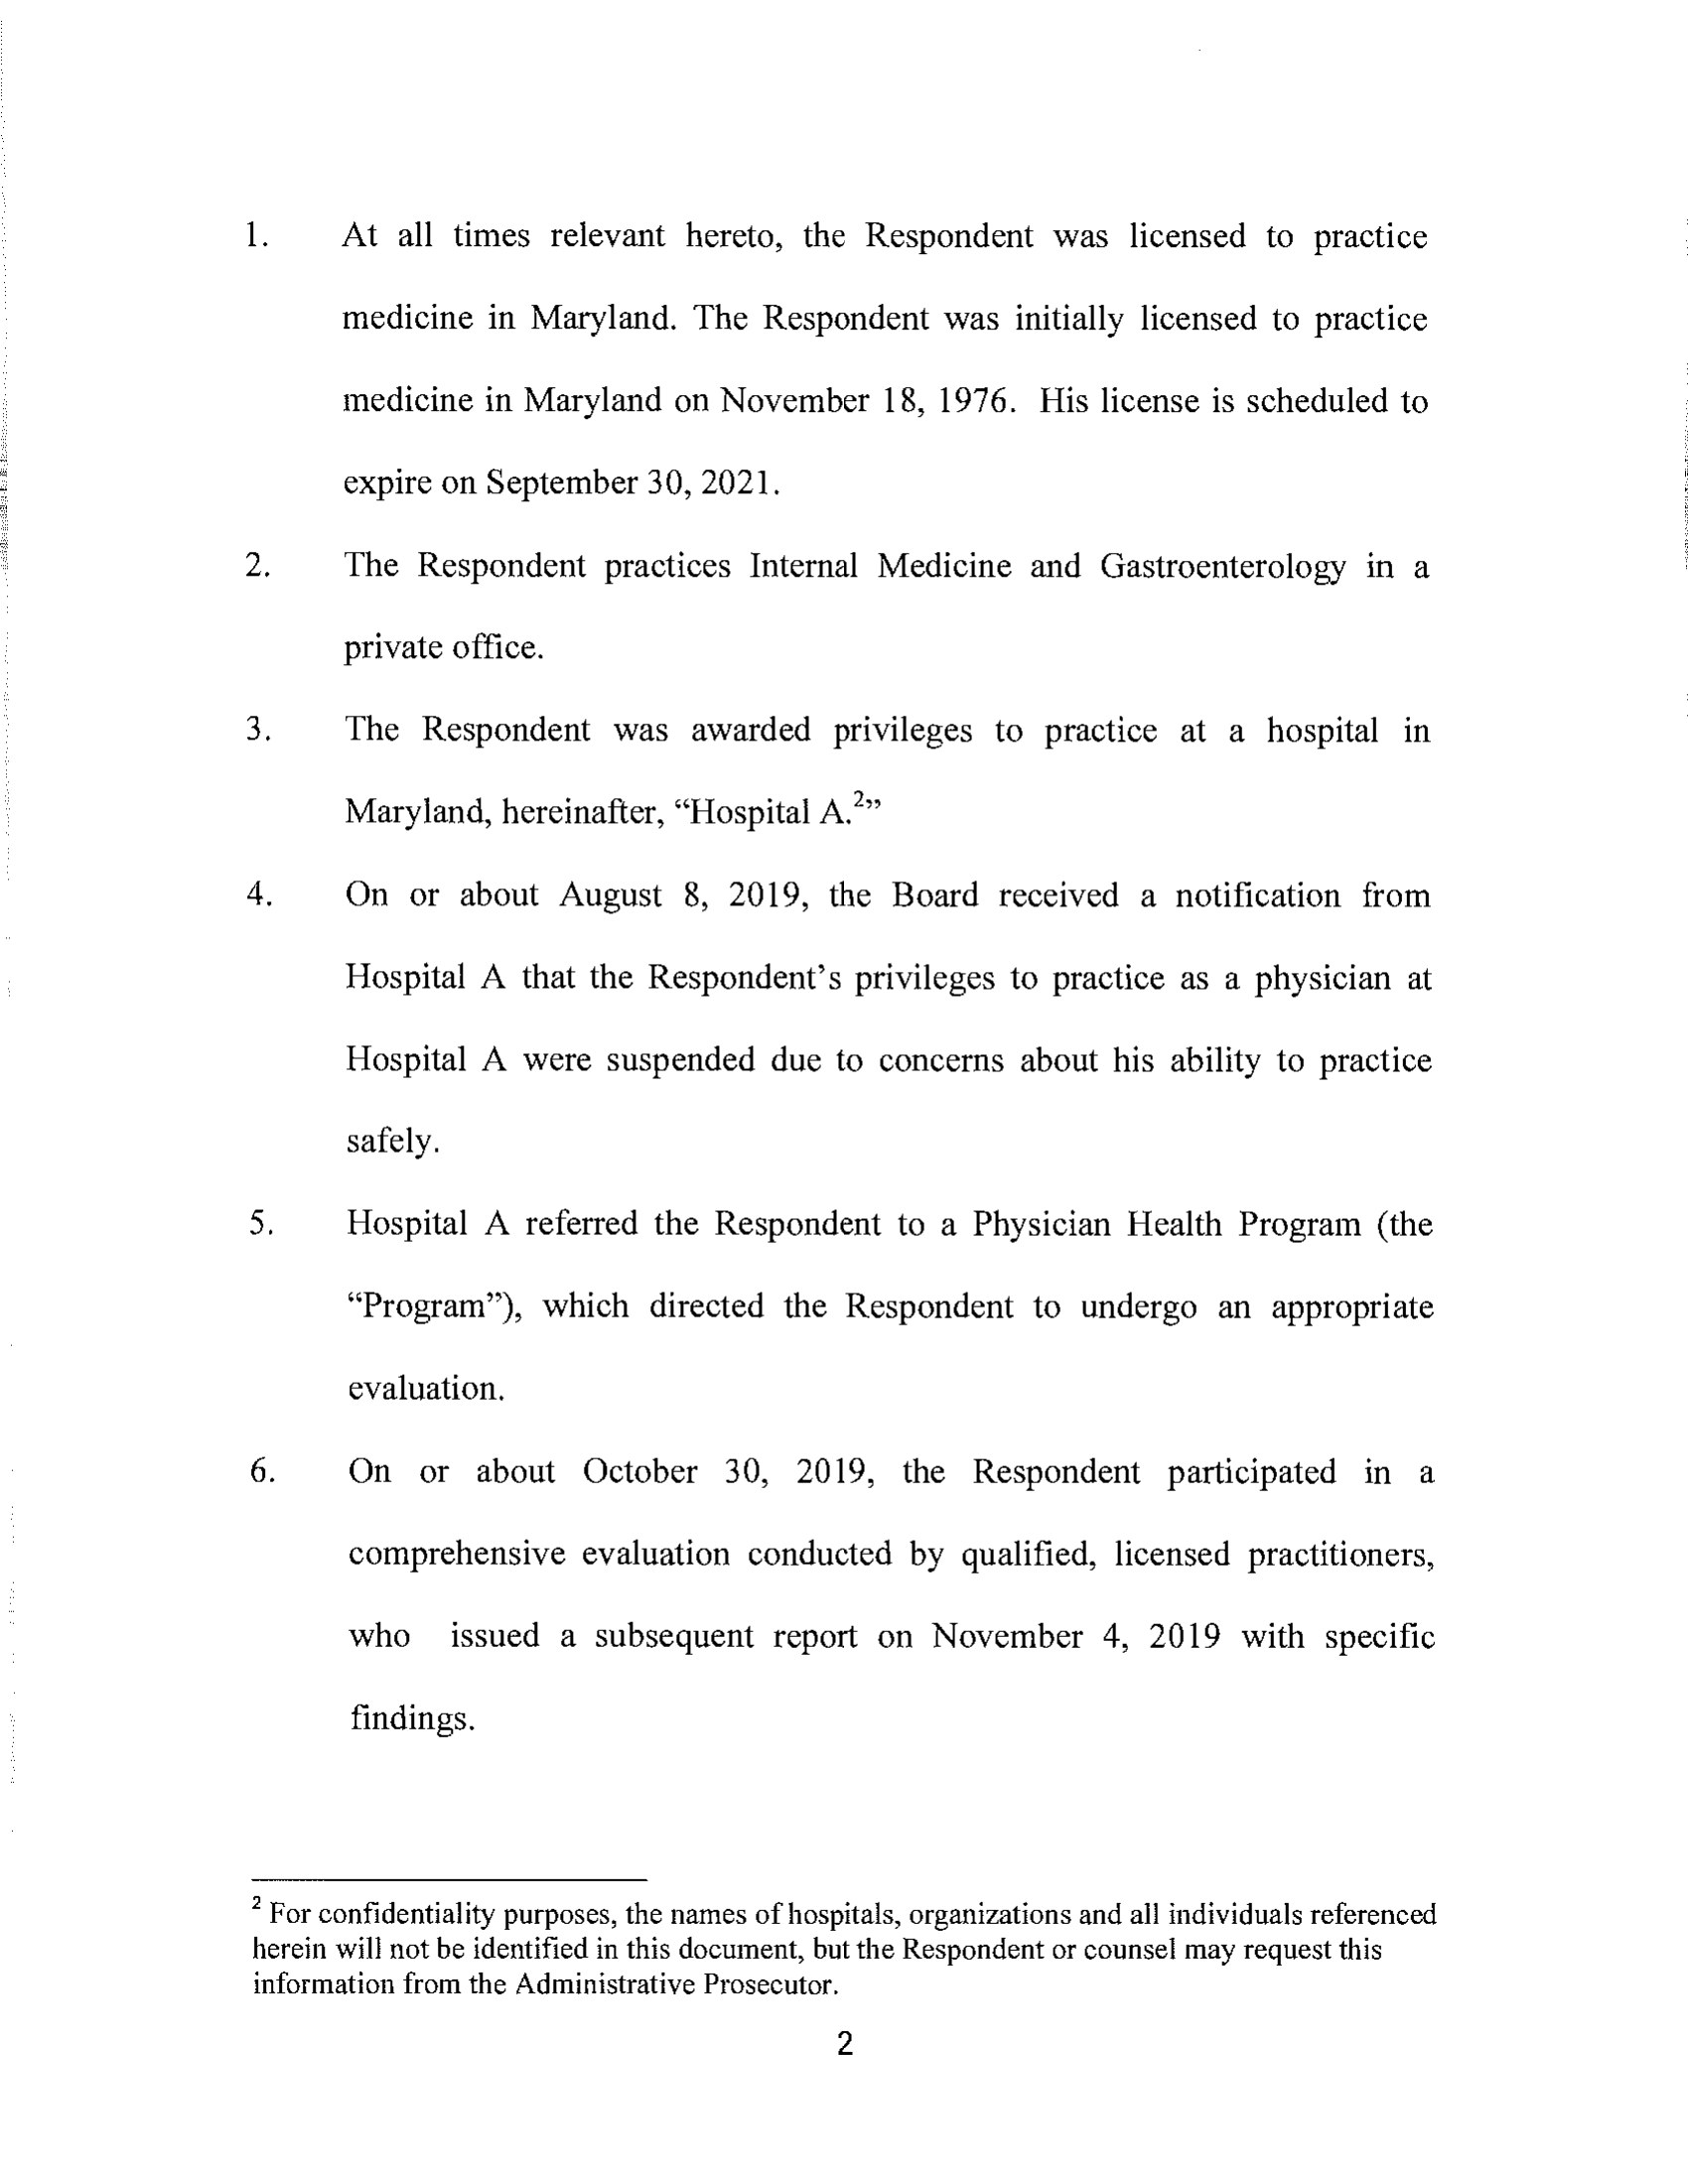 1. At all times relevant hereto, the Respondent was licensed to practice
medicine in Maryland. The Respondent was initially licensed to practice
medicine in Maryland on November 18, 1976. His license is scheduled to
expire on September 30, 2021.
2. The Respondent practices Internal Medicine and Gastroenterology in a
private office.
3. The Respondent was awarded privileges to practice at a hospital in
Maryland, hereinafter, “Hospital A.²”
4. On or about August 8, 2019, the Board received a notification from
Hospital A that the Respondent’s privileges to practice as a physician at
Hospital A were suspended due to concerns about his ability to practice
safely.
5. Hospital A referred the Respondent to a Physician Health Program (the
“Program”), which directed the Respondent to undergo an appropriate
evaluation.
6. On or about October 30, 2019, the Respondent participated in a
comprehensive evaluation conducted by qualified, licensed practitioners,
who issued a subsequent report on November 4, 2019 with specific
findings.
² For confidentiality purposes, the names of hospitals, organizations and all individuals referenced
herein will not be identified in this document, but the Respondent or counsel may request this
information from the Administrative Prosecutor.
2